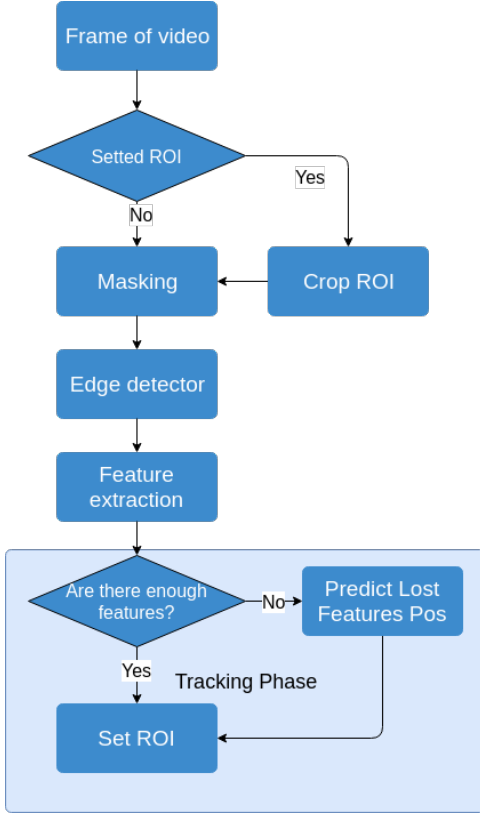 Frame of video
Setted ROI
Yes
No
Masking
Crop ROI
Edge detector
Feature
extraction
Are there enough
features?
No
Predict Lost
Features Pos
Yes
Tracking Phase
Set ROI